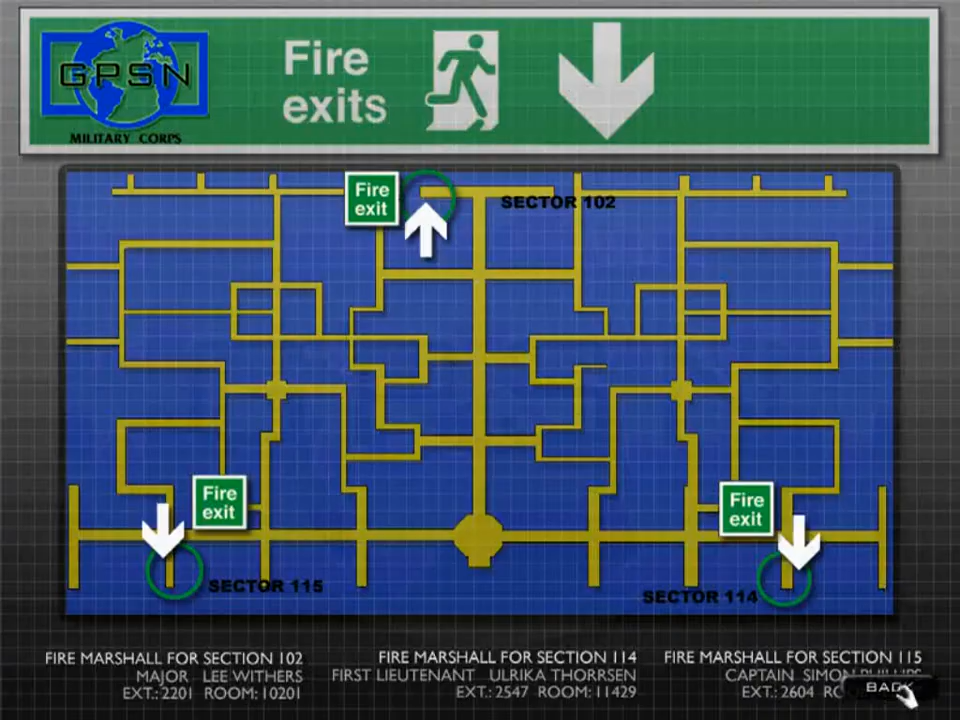 GPSN
MILITARY CORPS
Fire
exits
Fire
exit
SECTOR 102
Fire
exit
SECTOR 115
Fire
exit
SECTOR 114
FIRE MARSHALL FOR SECTION 102
MAJOR LEE WITHERS
EXT.: 2201 ROOM: 10201
FIRE MARSHALL FOR SECTION 114
FIRST LIEUTENANT ULRIKA THORRSEN
EXT.: 2547 ROOM: 11429
FIRE MARSHALL FOR SECTION 115
CAPTAIN SIMON
EXT.: 2604
BACK